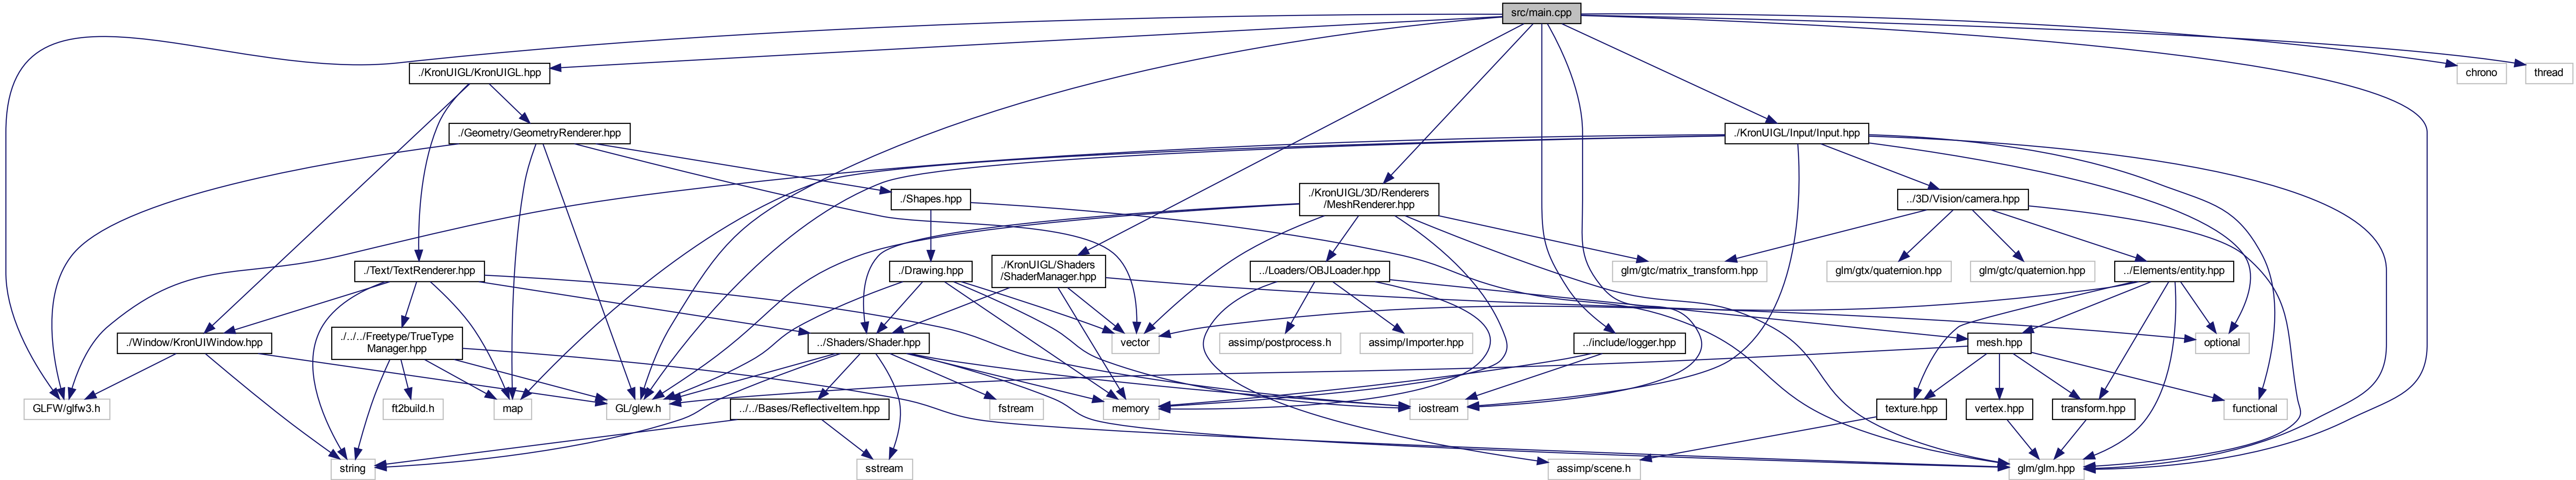 src/main.cpp
./KronUIGL/KronUIGL.hpp
chrono
thread
./Geometry/GeometryRenderer.hpp
./KronUIGL/Input/Input.hpp
./Shapes.hpp
./KronUIGL/3D/Renderers
/MeshRenderer.hpp
../3D/Vision/camera.hpp
./Text/TextRenderer.hpp
./Drawing.hpp
./KronUIGL/Shaders
/ShaderManager.hpp
../Loaders/OBJLoader.hpp
glm/gtc/matrix_transform.hpp
glm/gtx/quaternion.hpp
glm/gtc/quaternion.hpp
../Elements/entity.hpp
./Window/KronUIWindow.hpp
./../../Freetype/TrueType
Manager.hpp
../Shaders/Shader.hpp
vector
assimp/postprocess.h
assimp/Importer.hpp
../include/logger.hpp
mesh.hpp
optional
GLFW/glfw3.h
ft2build.h
map
GL/glew.h
../../Bases/ReflectiveItem.hpp
fstream
memory
iostream
texture.hpp
vertex.hpp
transform.hpp
functional
string
sstream
assimp/scene.h
glm/glm.hpp